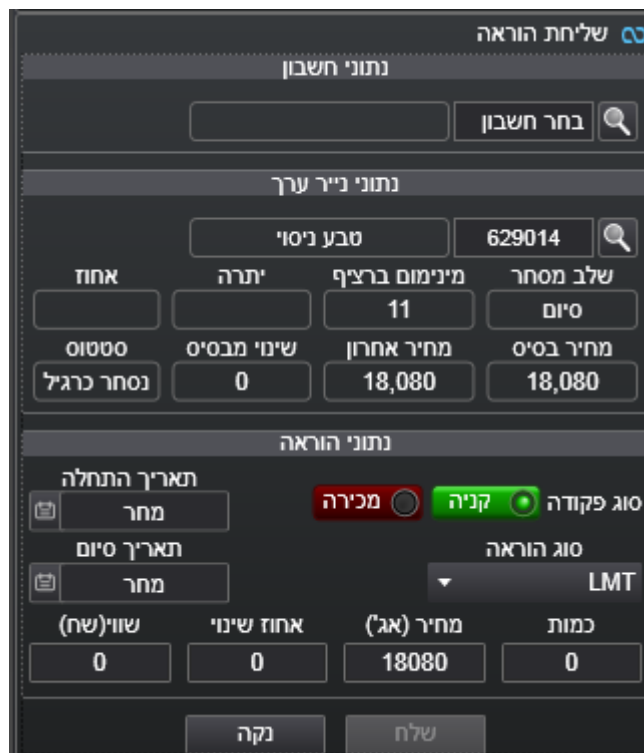 שליחת הוראה
נתוני חשבון
בחר חשבון
נתוני נייר ערך
629014 טבע ניסוי
שלב מסחר מינימום ברציף יתרה אחוז
סיום 11
מחיר בסיס מחיר אחרון שינוי מבסיס סטטוס
18,080 18,080 0 נסחר כרגיל
נתוני הוראה
סוג פקודה קניה מכירה
תאריך התחלה
מחר
סוג הוראה
LMT
תאריך סיום
מחר
כמות מחיר (אג') אחוז שינוי שווי(שח)
0 18080 0 0
שלח נקה